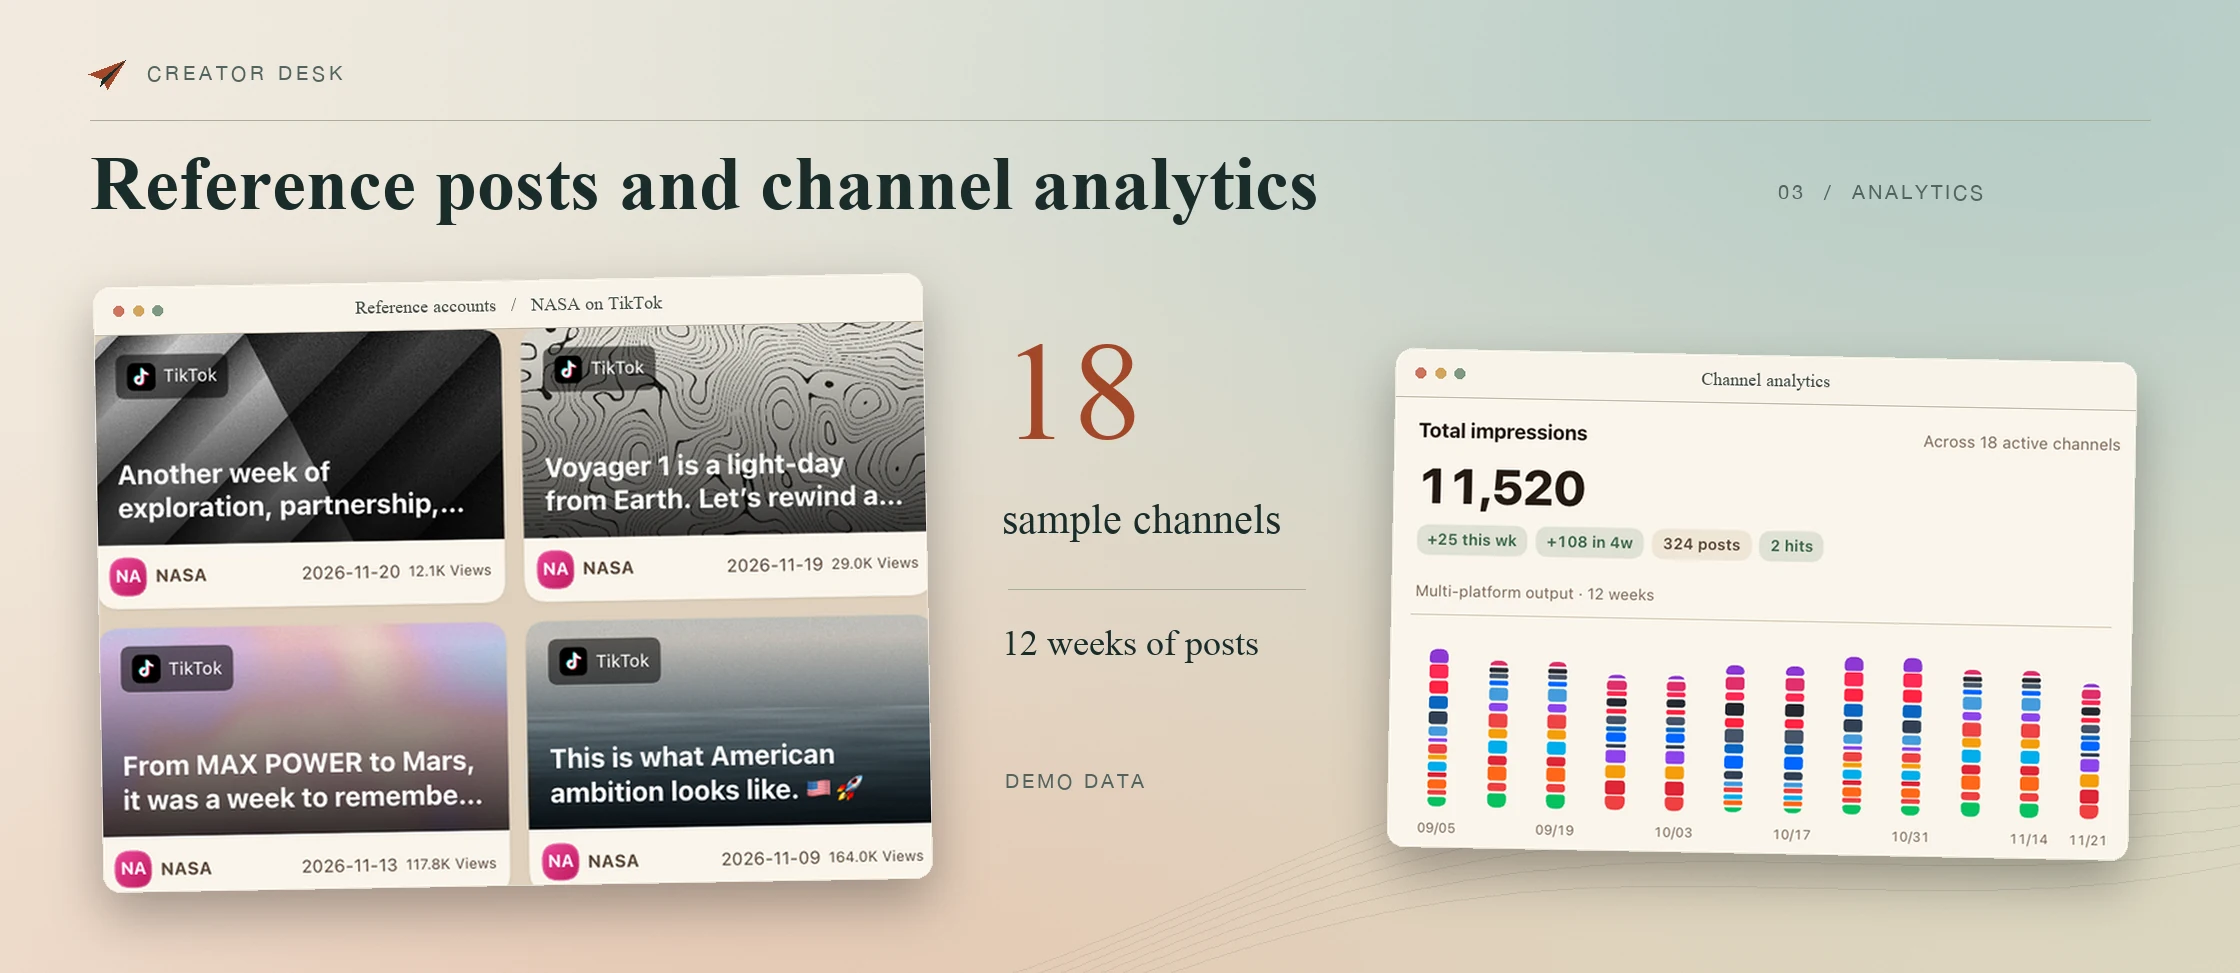 CREATOR DESK
Reference posts and channel analytics
03 / ANALYTICS
Reference accounts / NASA on TikTok
TikTok
Another week of
exploration, partnership,...
NA NASA 2026-11-20 12.1K Views
TikTok
Voyager 1 is a light-day
from Earth. Let's rewind a...
NA NASA 2026-11-19 29.0K Views
TikTok
From MAX POWER to Mars,
it was a week to remembe...
NA NASA 2026-11-13 117.8K Views
TikTok
This is what American
ambition looks like. 🇺🇸🚀
NA NASA 2026-11-09 164.0K Views
18
sample channels
12 weeks of posts
DEMO DATA
Channel analytics
Total impressions
Across 18 active channels
11,520
+25 this wk +108 in 4w 324 posts 2 hits
Multi-platform output · 12 weeks
09/05 09/19 10/03 10/17 10/31 11/14 11/21